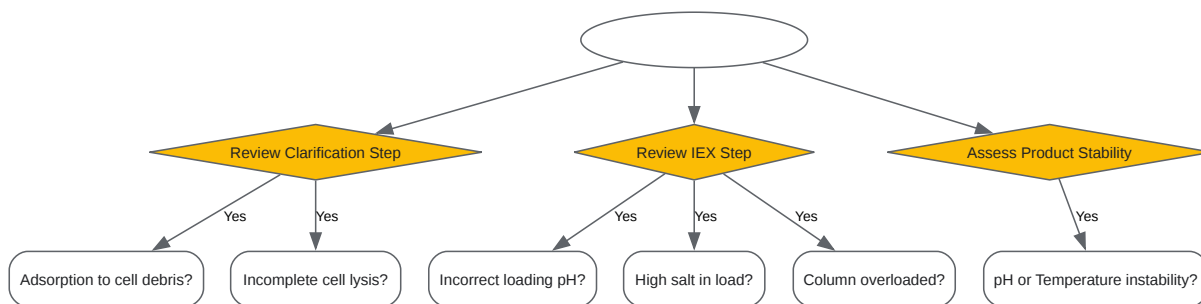 Review Clarification Step
Review IEX Step
Assess Product Stability
Yes
Yes
Yes
Yes
Yes
Yes
Adsorption to cell debris?
Incomplete cell lysis?
Incorrect loading pH?
High salt in load?
Column overloaded?
pH or Temperature instability?